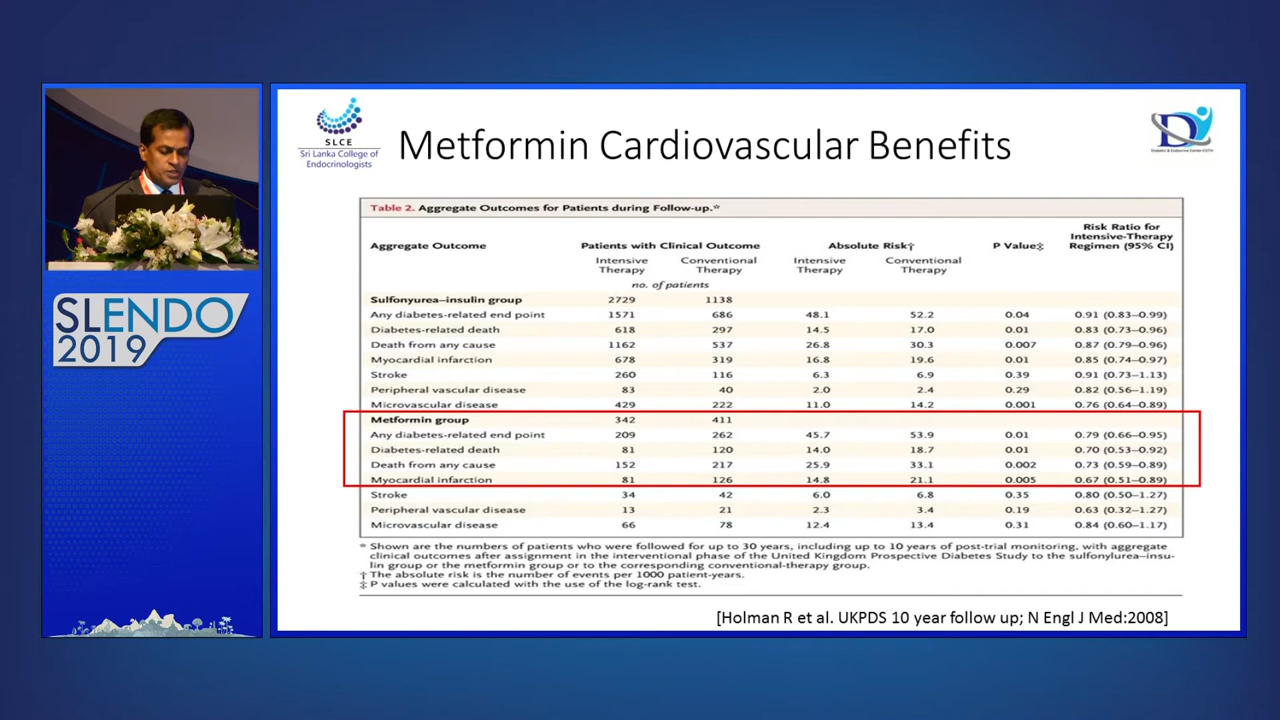 SLCE
Sri Lanka College of
Endocrinologists
Metformin Cardiovascular Benefits
D
Diabetic & Endocrine Center-CSTH
SLENDO
2019
Table 2. Aggregate Outcomes for Patients during Follow-up.*
Aggregate Outcome Patients with Clinical Outcome Absolute Risk† P Value‡ Risk Ratio for Intensive-Therapy Regimen (95% CI)
Intensive Therapy Conventional Therapy Intensive Therapy Conventional Therapy
no. of patients
Sulfonyurea–insulin group 2729 1138
Any diabetes-related end point 1571 686 48.1 52.2 0.04 0.91 (0.83–0.99)
Diabetes-related death 618 297 14.5 17.0 0.01 0.83 (0.73–0.96)
Death from any cause 1162 537 26.8 30.3 0.007 0.87 (0.79–0.96)
Myocardial infarction 678 319 16.8 19.6 0.01 0.85 (0.74–0.97)
Stroke 260 116 6.3 6.9 0.39 0.91 (0.73–1.13)
Peripheral vascular disease 83 40 2.0 2.4 0.29 0.82 (0.56–1.19)
Microvascular disease 429 222 11.0 14.2 0.001 0.76 (0.64–0.89)
Metformin group 342 411
Any diabetes-related end point 209 262 45.7 53.9 0.01 0.79 (0.66–0.95)
Diabetes-related death 81 120 14.0 18.7 0.01 0.70 (0.53–0.92)
Death from any cause 152 217 25.9 33.1 0.002 0.73 (0.59–0.89)
Myocardial infarction 81 126 14.8 21.1 0.005 0.67 (0.51–0.89)
Stroke 34 42 6.0 6.8 0.35 0.80 (0.50–1.27)
Peripheral vascular disease 13 21 2.3 3.4 0.19 0.63 (0.32–1.27)
Microvascular disease 66 78 12.4 13.4 0.31 0.84 (0.60–1.17)
* Shown are the numbers of patients who were followed for up to 30 years, including up to 10 years of post-trial monitoring, with aggregate
clinical outcomes after assignment in the interventional phase of the United Kingdom Prospective Diabetes Study to the sulfonylurea–insu-
lin group or the metformin group or to the corresponding conventional-therapy group.
† The absolute risk is the number of events per 1000 patient-years.
‡ P values were calculated with the use of the log-rank test.
[Holman R et al. UKPDS 10 year follow up; N Engl J Med:2008]